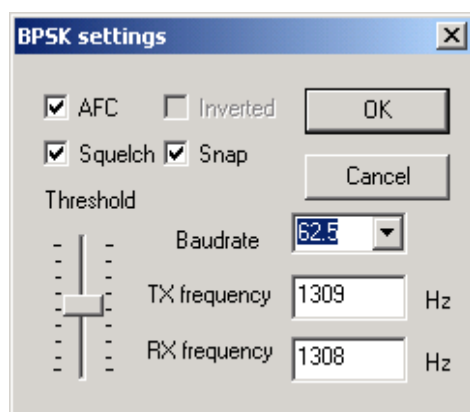 BPSK settings
AFC Inverted OK
Squelch Snap
Cancel
Threshold
Baudrate 62.5
TX frequency 1309 Hz
RX frequency 1308 Hz